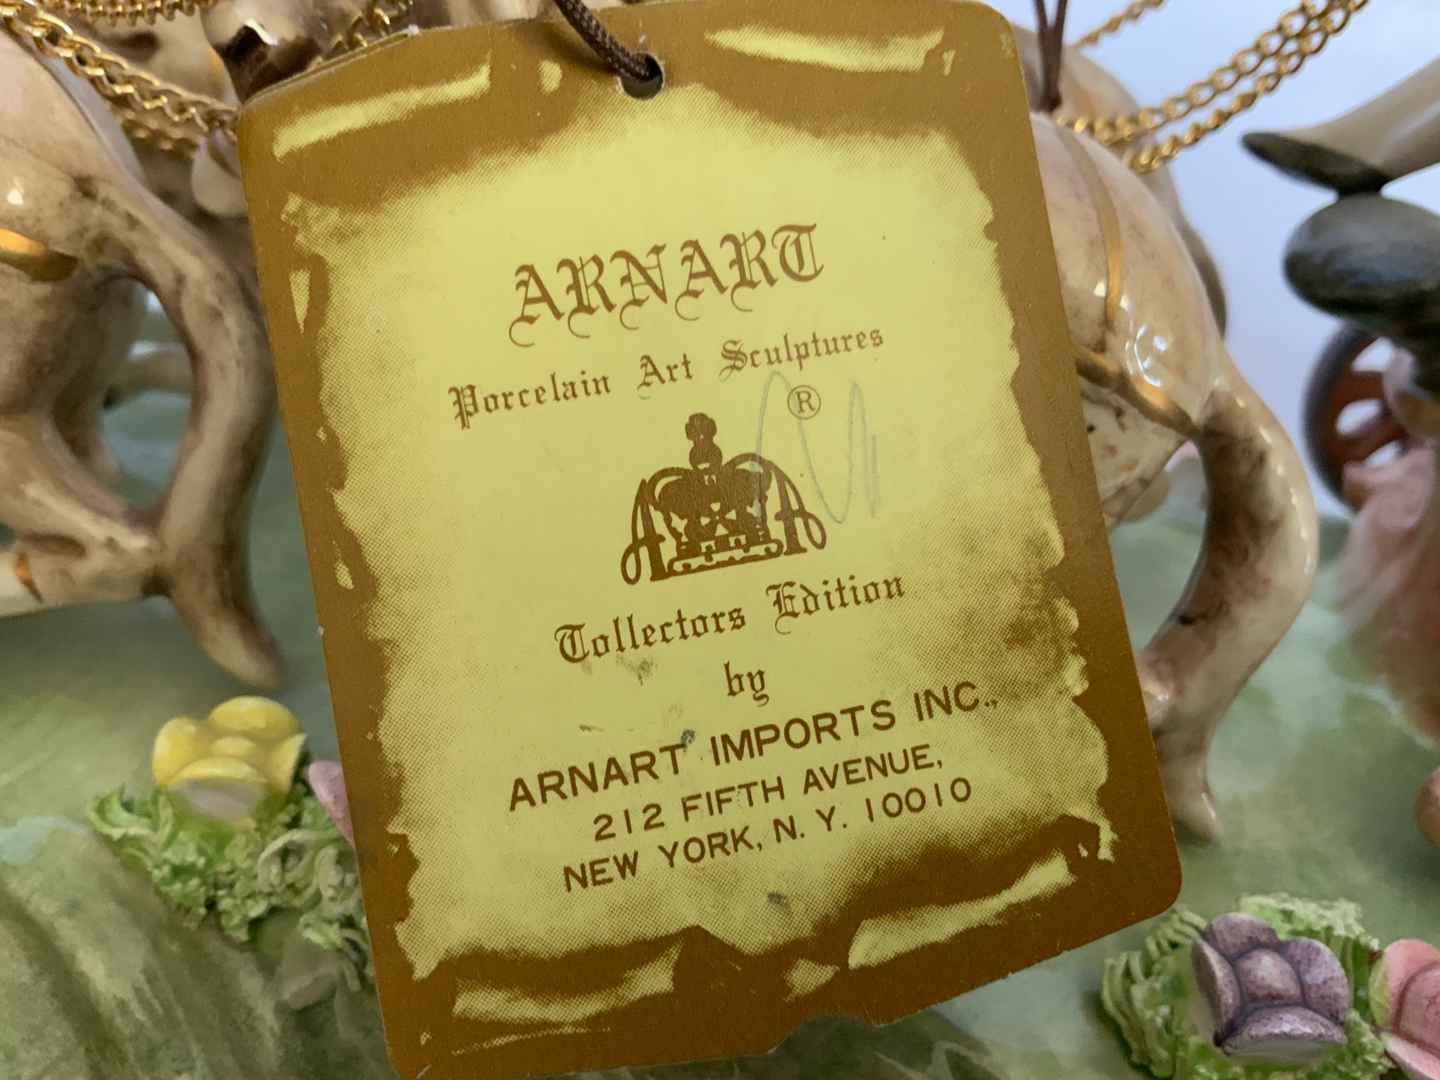 ARNART
Porcelain Art Sculptures
®
A A
Collectors Edition
by
ARNART IMPORTS INC.,
212 FIFTH AVENUE,
NEW YORK, N. Y. 10010